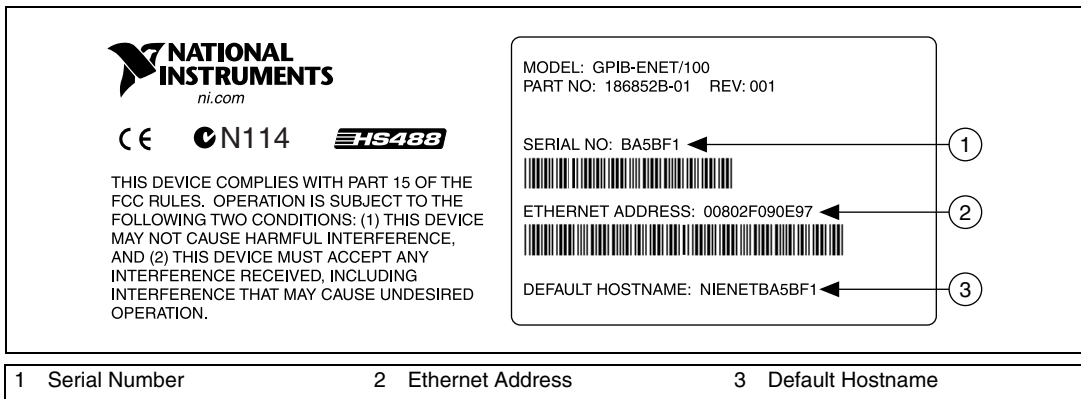 NATIONAL
INSTRUMENTS
ni.com
CE N114 HS488
THIS DEVICE COMPLIES WITH PART 15 OF THE
FCC RULES. OPERATION IS SUBJECT TO THE
FOLLOWING TWO CONDITIONS: (1) THIS DEVICE
MAY NOT CAUSE HARMFUL INTERFERENCE,
AND (2) THIS DEVICE MUST ACCEPT ANY
INTERFERENCE RECEIVED, INCLUDING
INTERFERENCE THAT MAY CAUSE UNDESIRED
OPERATION.
MODEL: GPIB-ENET/100
PART NO: 186852B-01 REV: 001
SERIAL NO: BA5BF1 1
ETHERNET ADDRESS: 00802F090E97 2
DEFAULT HOSTNAME: NIENETBA5BF1 3
1 Serial Number 2 Ethernet Address 3 Default Hostname